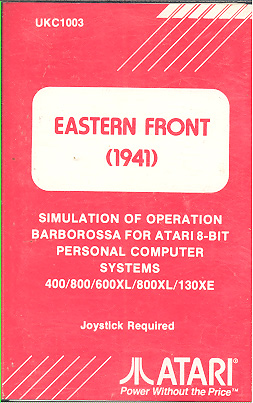 UKC1003
EASTERN FRONT
(1941)
SIMULATION OF OPERATION
BARBOROSSA FOR ATARI 8-BIT
PERSONAL COMPUTER
SYSTEMS
400/800/600XL/800XL/130XE
Joystick Required
ATARI®
Power Without the Price™